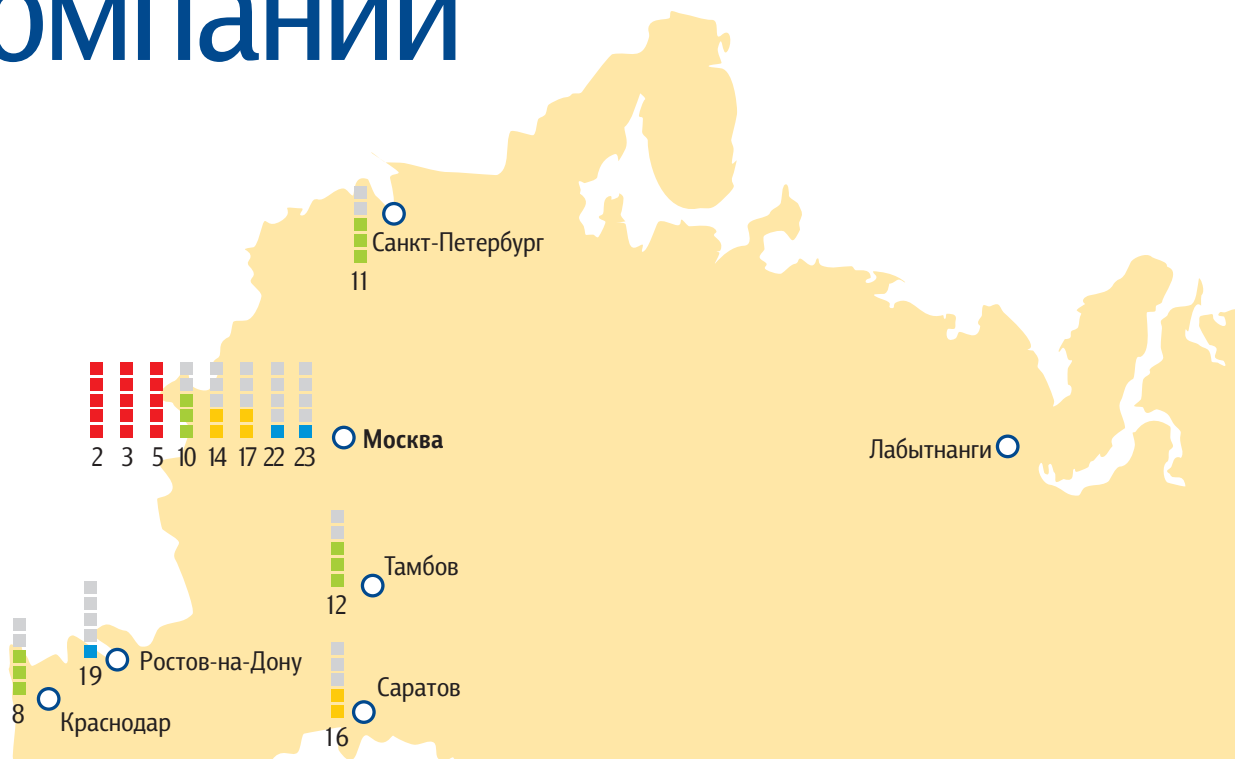 омпании
Санкт-Петербург
11
2 3 5 10 14 17 22 23
Москва
Лабытнанги
Тамбов
12
Ростов-на-Дону
19
Саратов
8
Краснодар
16